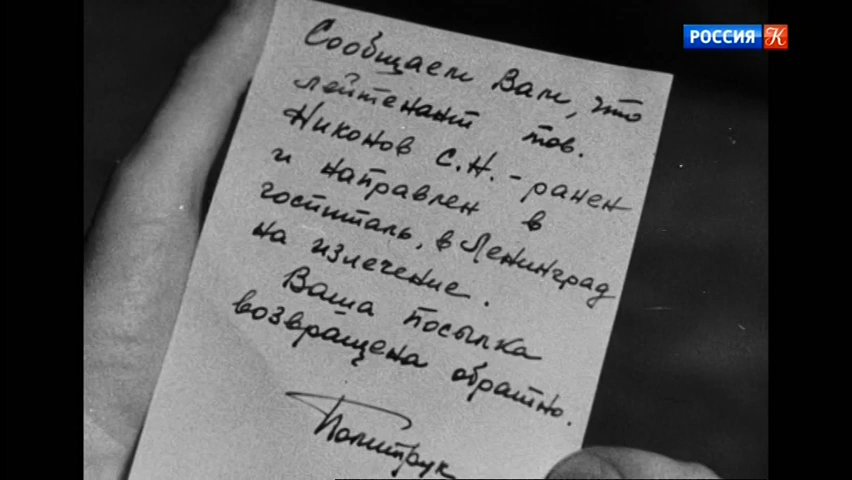 РОССИЯ К
Сообщаем Вам, что
лейтенант тов.
Никонов С.Н. - ранен
и направлен в
госпиталь, в Ленинград
на излечение.
Ваша посылка
возвращена обратно.
Политрук